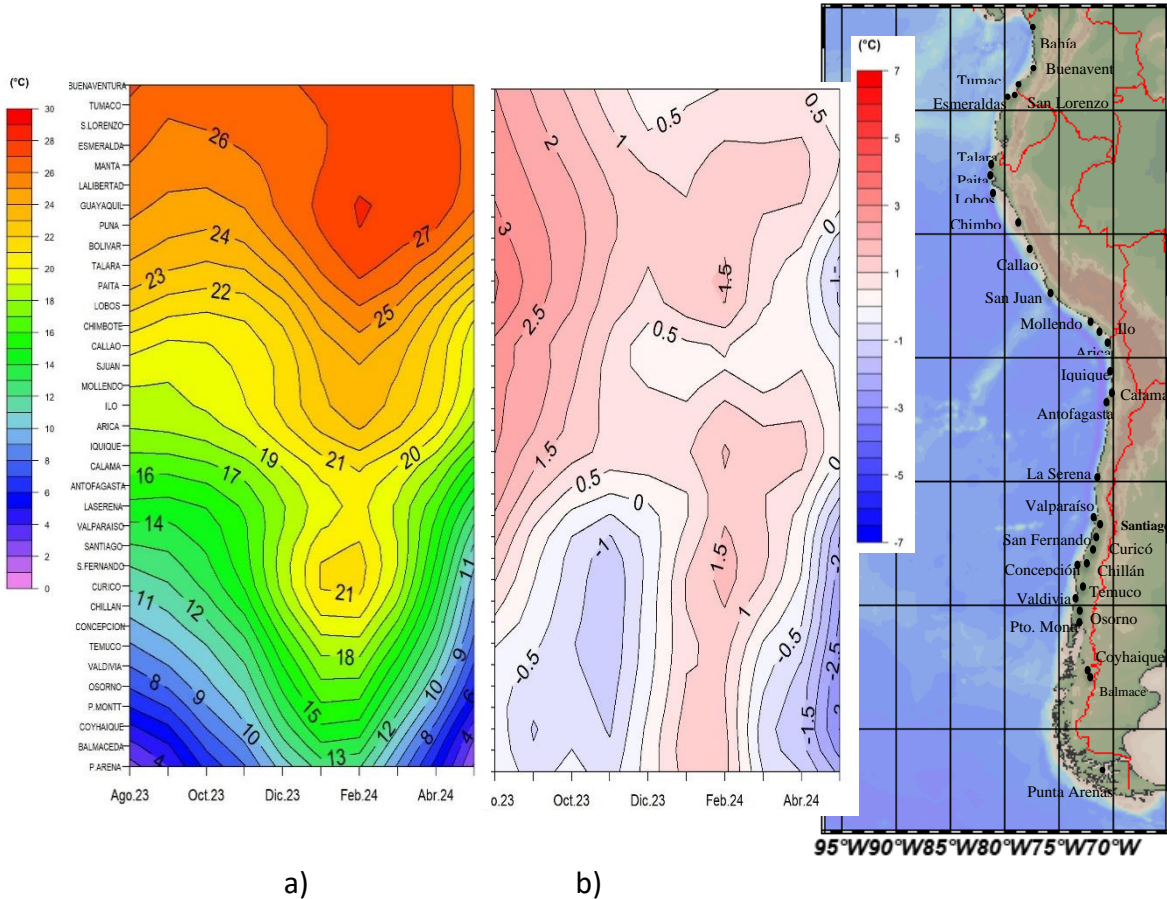 (°C)
30
28
26
24
22
20
18
16
14
12
10
8
6
4
2
0
BUENAVENTURA
TUMACO
S.LORENZO
ESMERALDA
MANTA
LALIBERTAD
GUAYAQUIL
PUNA
BOLIVAR
TALARA
PAITA
LOBOS
CHIMBOTE
CALLAO
SJUAN
MOLLENDO
ILO
ARICA
IQUIQUE
CALAMA
ANTOFAGASTA
LASERENA
VALPARAISO
SANTIAGO
S.FERNANDO
CURICO
CHILLAN
CONCEPCION
TEMUCO
VALDIVIA
OSORNO
P.MONTT
COYHAIQUE
BALMACEDA
P.ARENA
26
24
27
23
22
25
21
20
19
16
17
14
21
11
11
12
18
9
8
9
10
15
10
12
6
8
4
13
4
Ago.23
Oct.23
Dic.23
Feb.24
Abr.24
a)
2
1
0.5
0.5
3
0
1.5
-1
2.5
0.5
1.5
0
0.5
0
-1
1.5
-2
1
-0.5
-0.5
-2.5
-1.5
o.23
Oct.23
Dic.23
Feb.24
Abr.24
b)
(°C)
7
5
3
1
-1
-3
-5
-7
Bahía
Buenavent
Tumac
Esmeraldas
San Lorenzo
Talara
Paita
Lobos
Chimbo
Callao
San Juan
Mollendo
Ilo
Arica
Iquique
Calama
Antofagasta
La Serena
Valparaíso
Santiago
San Fernando
Curicó
Concepción
Chillán
Temuco
Valdivia
Osorno
Pto. Mont
Coyhaique
Balmace
Punta Arenas
95°W90°W85°W80°W75°W70°W